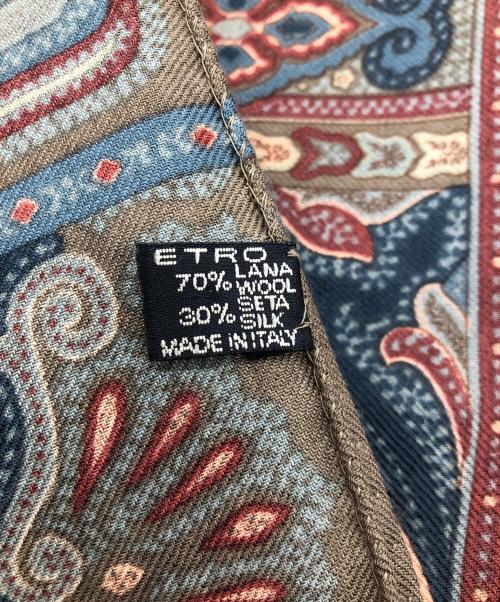 ETRO
70% LANA
WOOL
30% SETA
SILK
MADE IN ITALY